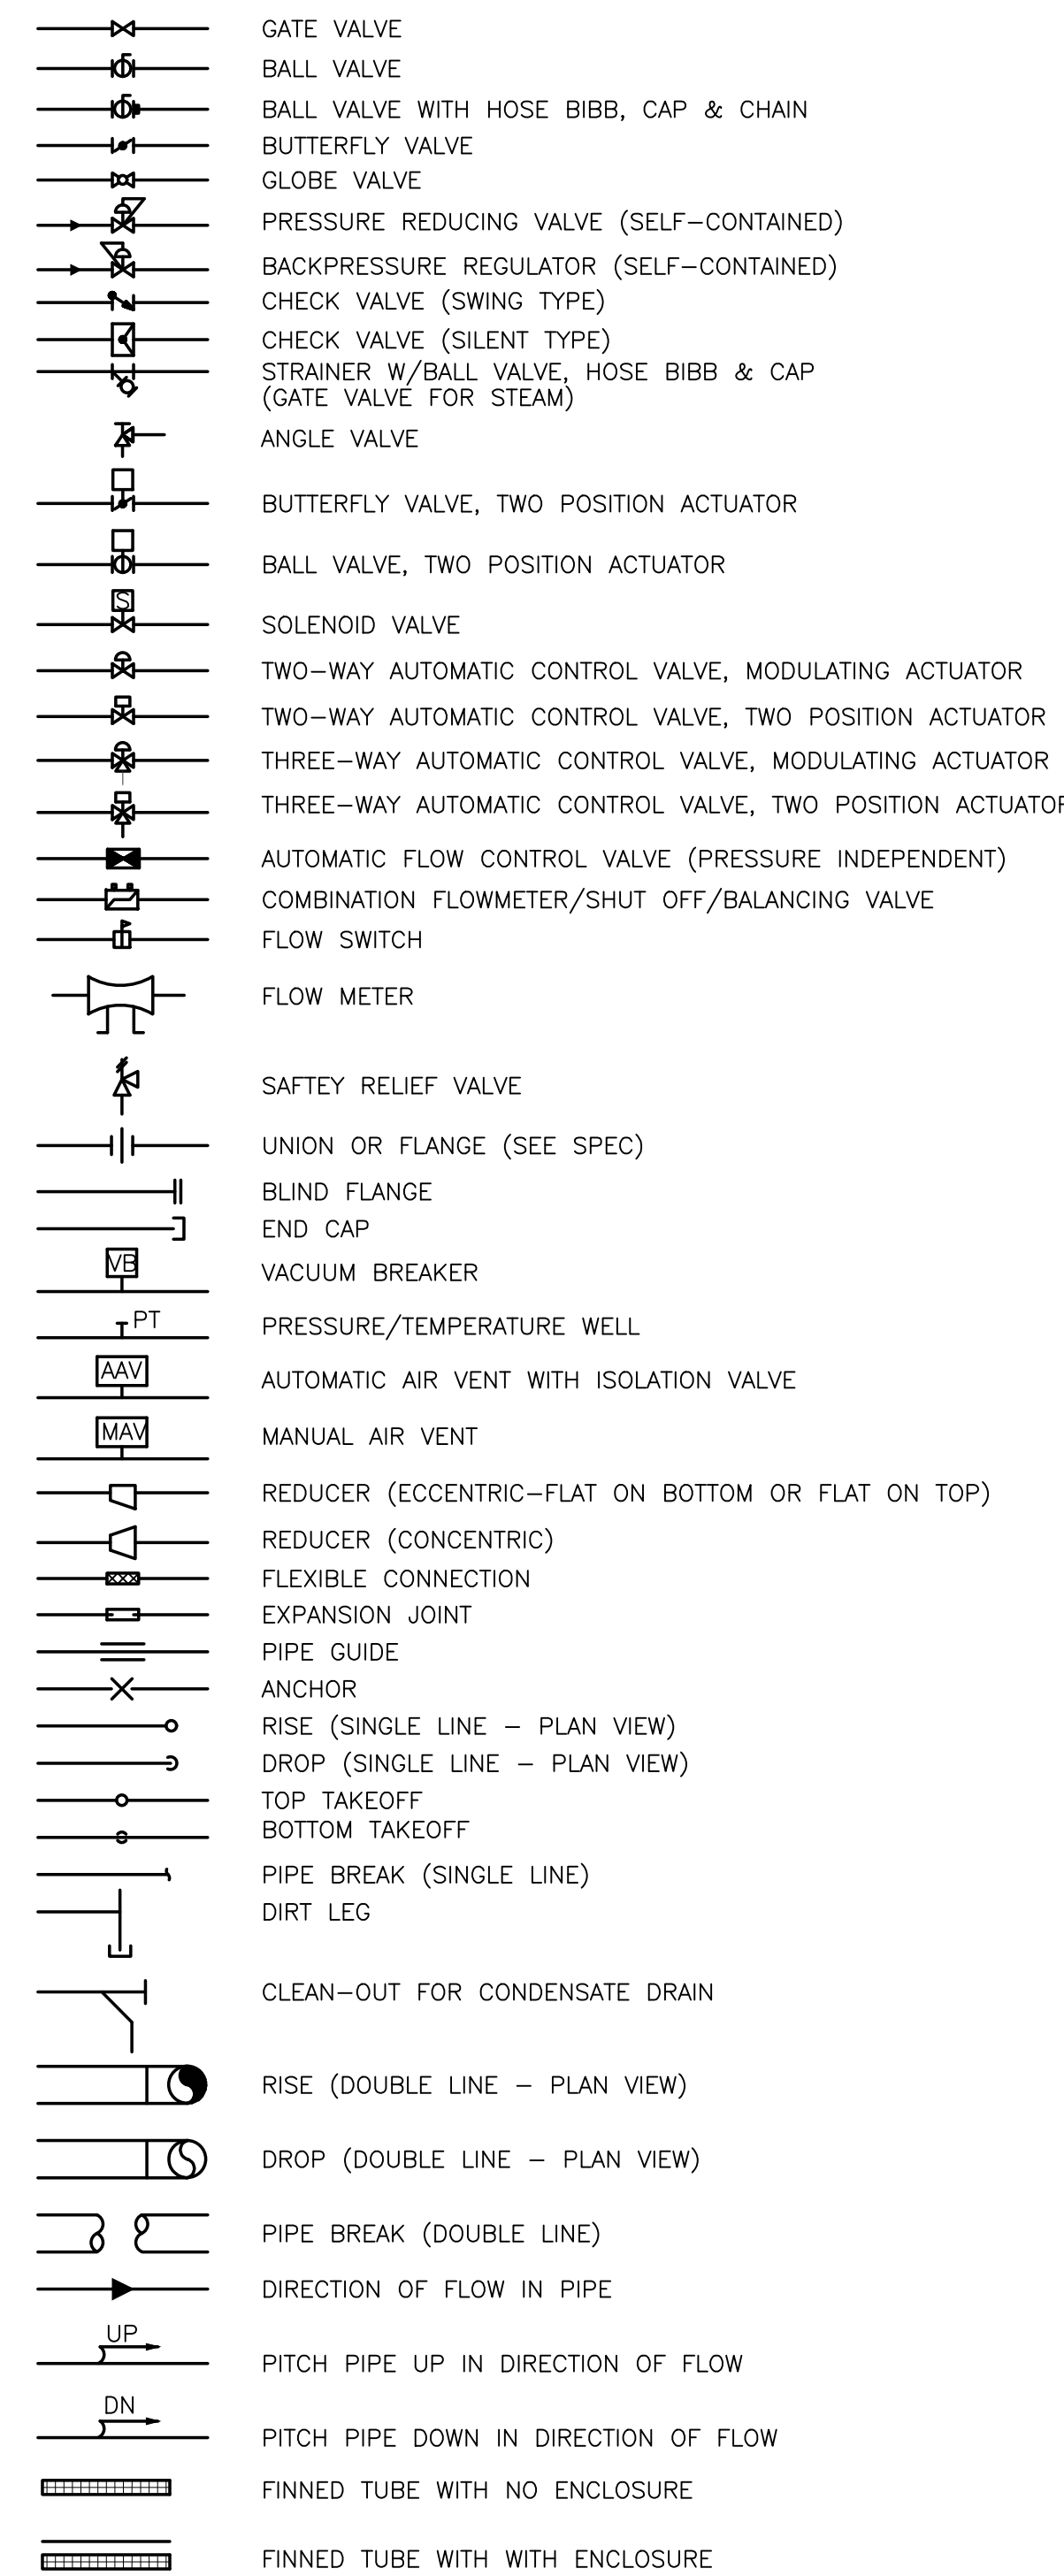 GATE VALVE
BALL VALVE
BALL VALVE WITH HOSE BIBB, CAP & CHAIN
BUTTERFLY VALVE
GLOBE VALVE
PRESSURE REDUCING VALVE (SELF-CONTAINED)
BACKPRESSURE REGULATOR (SELF-CONTAINED)
CHECK VALVE (SWING TYPE)
CHECK VALVE (SILENT TYPE)
STRAINER W/BALL VALVE, HOSE BIBB & CAP
(GATE VALVE FOR STEAM)
ANGLE VALVE
BUTTERFLY VALVE, TWO POSITION ACTUATOR
BALL VALVE, TWO POSITION ACTUATOR
S
SOLENOID VALVE
TWO-WAY AUTOMATIC CONTROL VALVE, MODULATING ACTUATOR
TWO-WAY AUTOMATIC CONTROL VALVE, TWO POSITION ACTUATOR
THREE-WAY AUTOMATIC CONTROL VALVE, MODULATING ACTUATOR
THREE-WAY AUTOMATIC CONTROL VALVE, TWO POSITION ACTUATOR
AUTOMATIC FLOW CONTROL VALVE (PRESSURE INDEPENDENT)
COMBINATION FLOWMETER/SHUT OFF/BALANCING VALVE
FLOW SWITCH
FLOW METER
SAFTEY RELIEF VALVE
UNION OR FLANGE (SEE SPEC)
BLIND FLANGE
END CAP
VB
VACUUM BREAKER
PT
PRESSURE/TEMPERATURE WELL
AAV
AUTOMATIC AIR VENT WITH ISOLATION VALVE
MAV
MANUAL AIR VENT
REDUCER (ECCENTRIC-FLAT ON BOTTOM OR FLAT ON TOP)
REDUCER (CONCENTRIC)
FLEXIBLE CONNECTION
EXPANSION JOINT
PIPE GUIDE
ANCHOR
RISE (SINGLE LINE - PLAN VIEW)
DROP (SINGLE LINE - PLAN VIEW)
TOP TAKEOFF
BOTTOM TAKEOFF
PIPE BREAK (SINGLE LINE)
DIRT LEG
CLEAN-OUT FOR CONDENSATE DRAIN
RISE (DOUBLE LINE - PLAN VIEW)
DROP (DOUBLE LINE - PLAN VIEW)
PIPE BREAK (DOUBLE LINE)
DIRECTION OF FLOW IN PIPE
UP
PITCH PIPE UP IN DIRECTION OF FLOW
DN
PITCH PIPE DOWN IN DIRECTION OF FLOW
FINNED TUBE WITH NO ENCLOSURE
FINNED TUBE WITH WITH ENCLOSURE